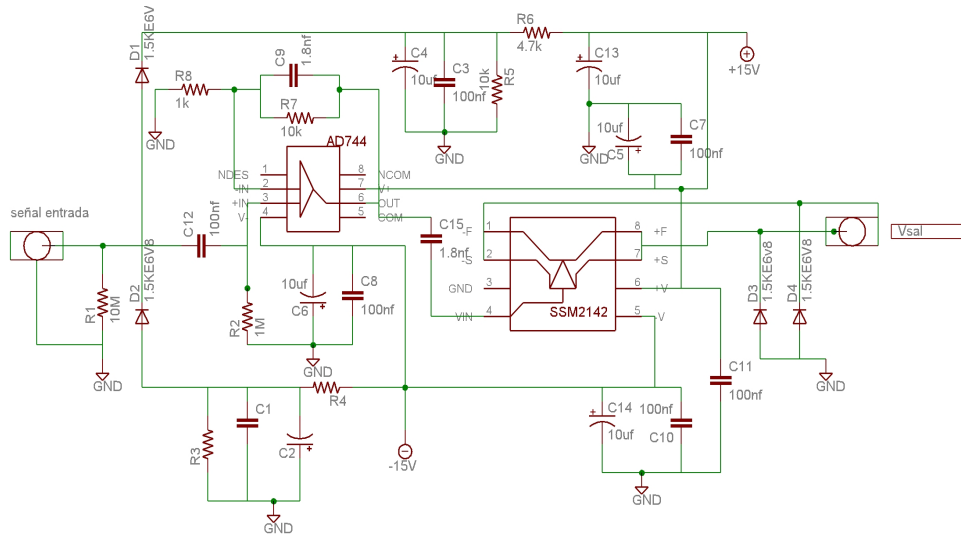 D1
1.5KE6V
R8
1k
GND
C9
1.8nf
R7
10k
C4
10uf
C3
100nf
10k
R5
GND
R6
4.7k
C13
10uf
GND
10uf
C5
C7
100nf
+15V
AD744
NDES
-IN
+IN
V-
1
2
3
4
8
7
6
5
NCOM
V+
OUT
COM
señal entrada
C12
100nf
R1
10M
GND
D2
1.5KE6V8
R2
1M
10uf
C6
C8
100nf
GND
C15
1.8nf
-F
-S
GND
VIN
1
2
3
4
8
7
6
5
+F
+S
+V
-V
SSM2142
D3
1.5KE6v8
D4
1.5KE6V8
GND
Vsal
C11
100nf
R3
C1
C2
R4
GND
-15V
C14
10uf
100nf
C10
GND